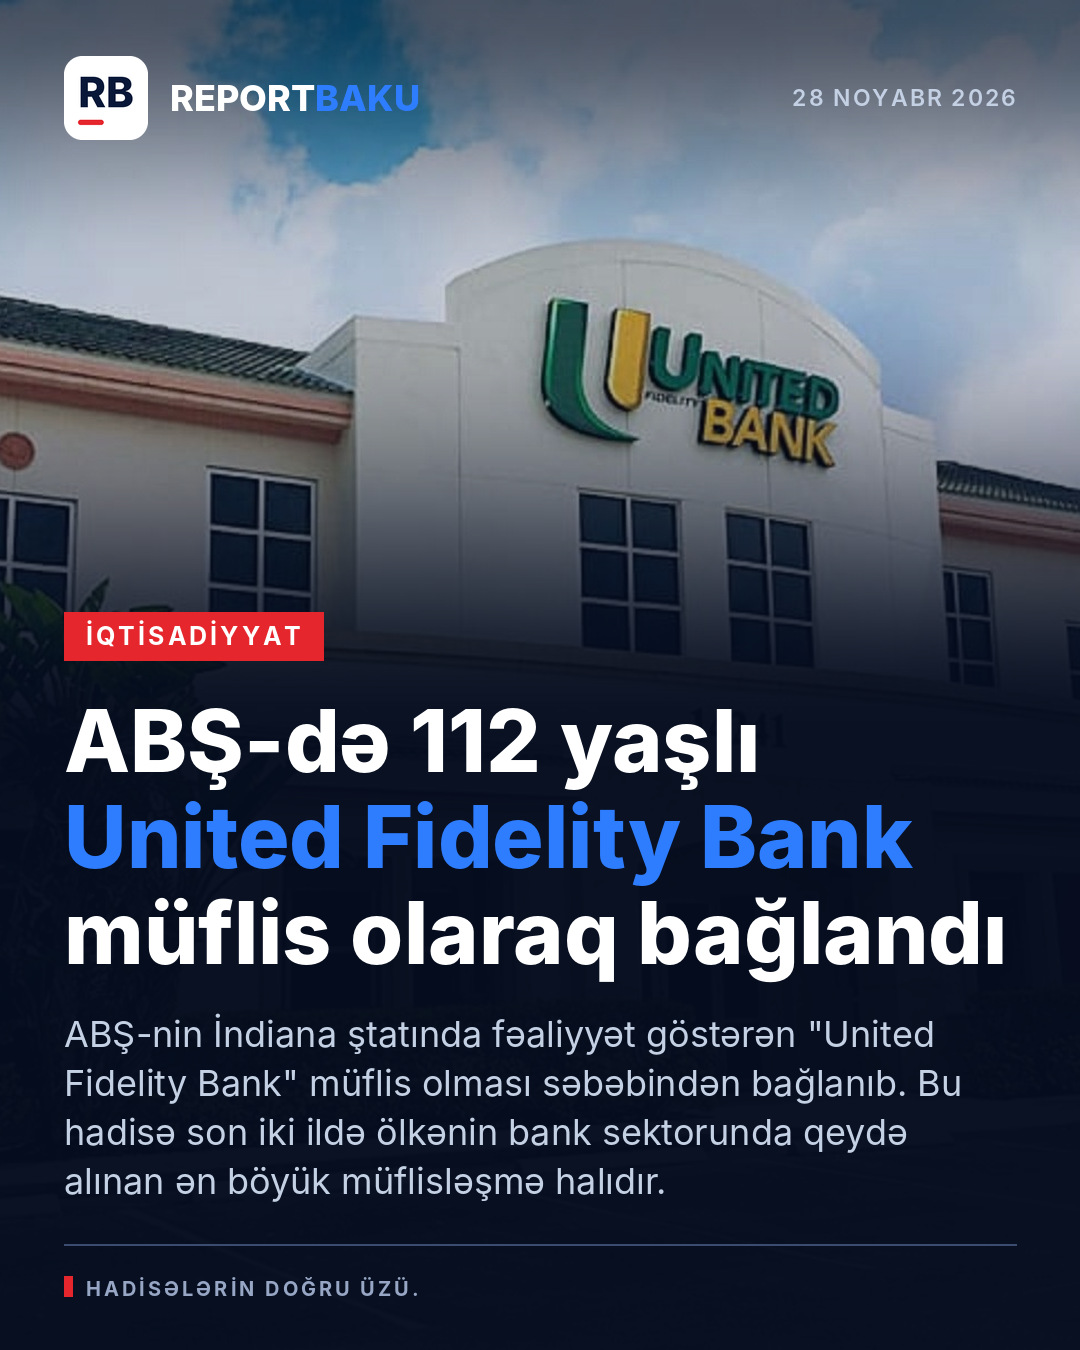 RB
REPORTBAKU
28 NOYABR 2026
UNITED
FIDELITY
BANK
İQTİSADİYYAT
ABŞ-də 112 yaşlı
United Fidelity Bank
müflis olaraq bağlandı
ABŞ-nin İndiana ştatında fəaliyyət göstərən "United
Fidelity Bank" müflis olması səbəbindən bağlanıb. Bu
hadisə son iki ildə ölkənin bank sektorunda qeydə
alınan ən böyük müflisləşmə halıdır.
HADİSƏLƏRİN DOĞRU ÜZÜ.